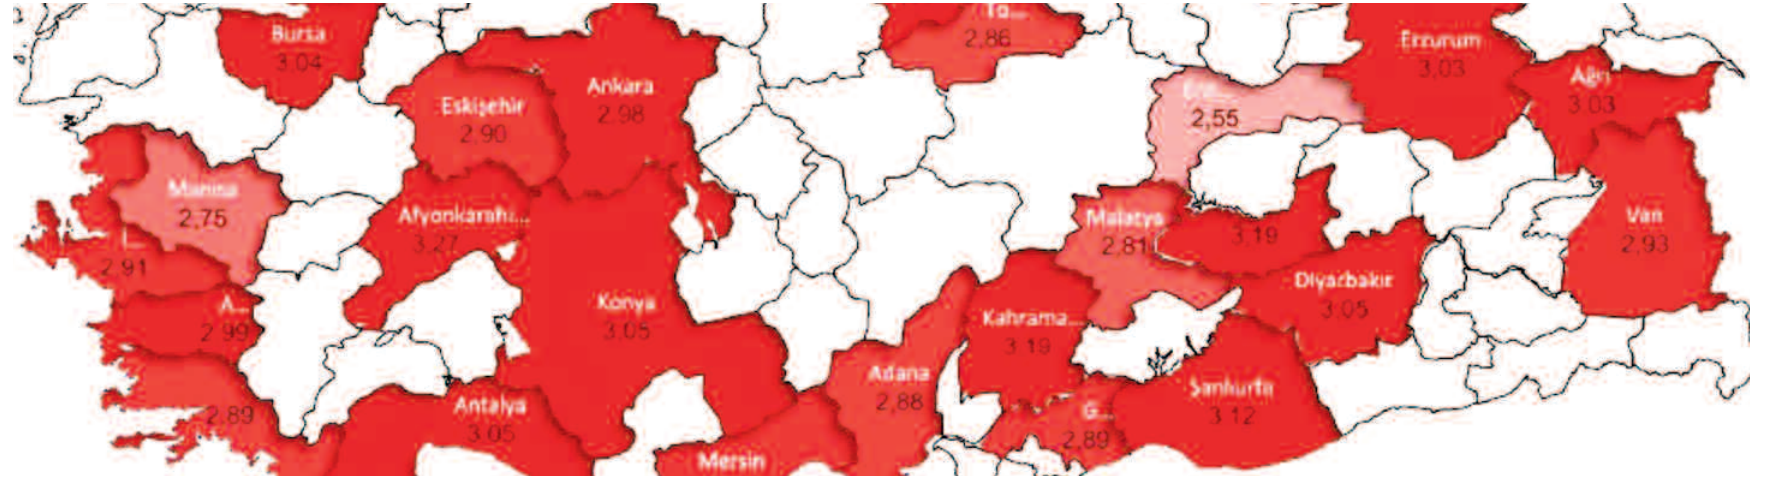 Bursa
3.04
To...
2,86
Erzurum
3,03
Ağrı
3.03
Ankara
2.98
Eskişehir
2.90
2,55
Manisa
2,75
Afyonkarahi...
3.27
İ...
2.91
Malatya
2,81
3.19
Van
2,93
Diyarbakır
3.05
A...
2.99
Konya
3.05
Kahrama...
3.19
Adana
2,88
Şanlıurfa
3.12
2,89
Antalya
3.05
G...
2,89
Mersin